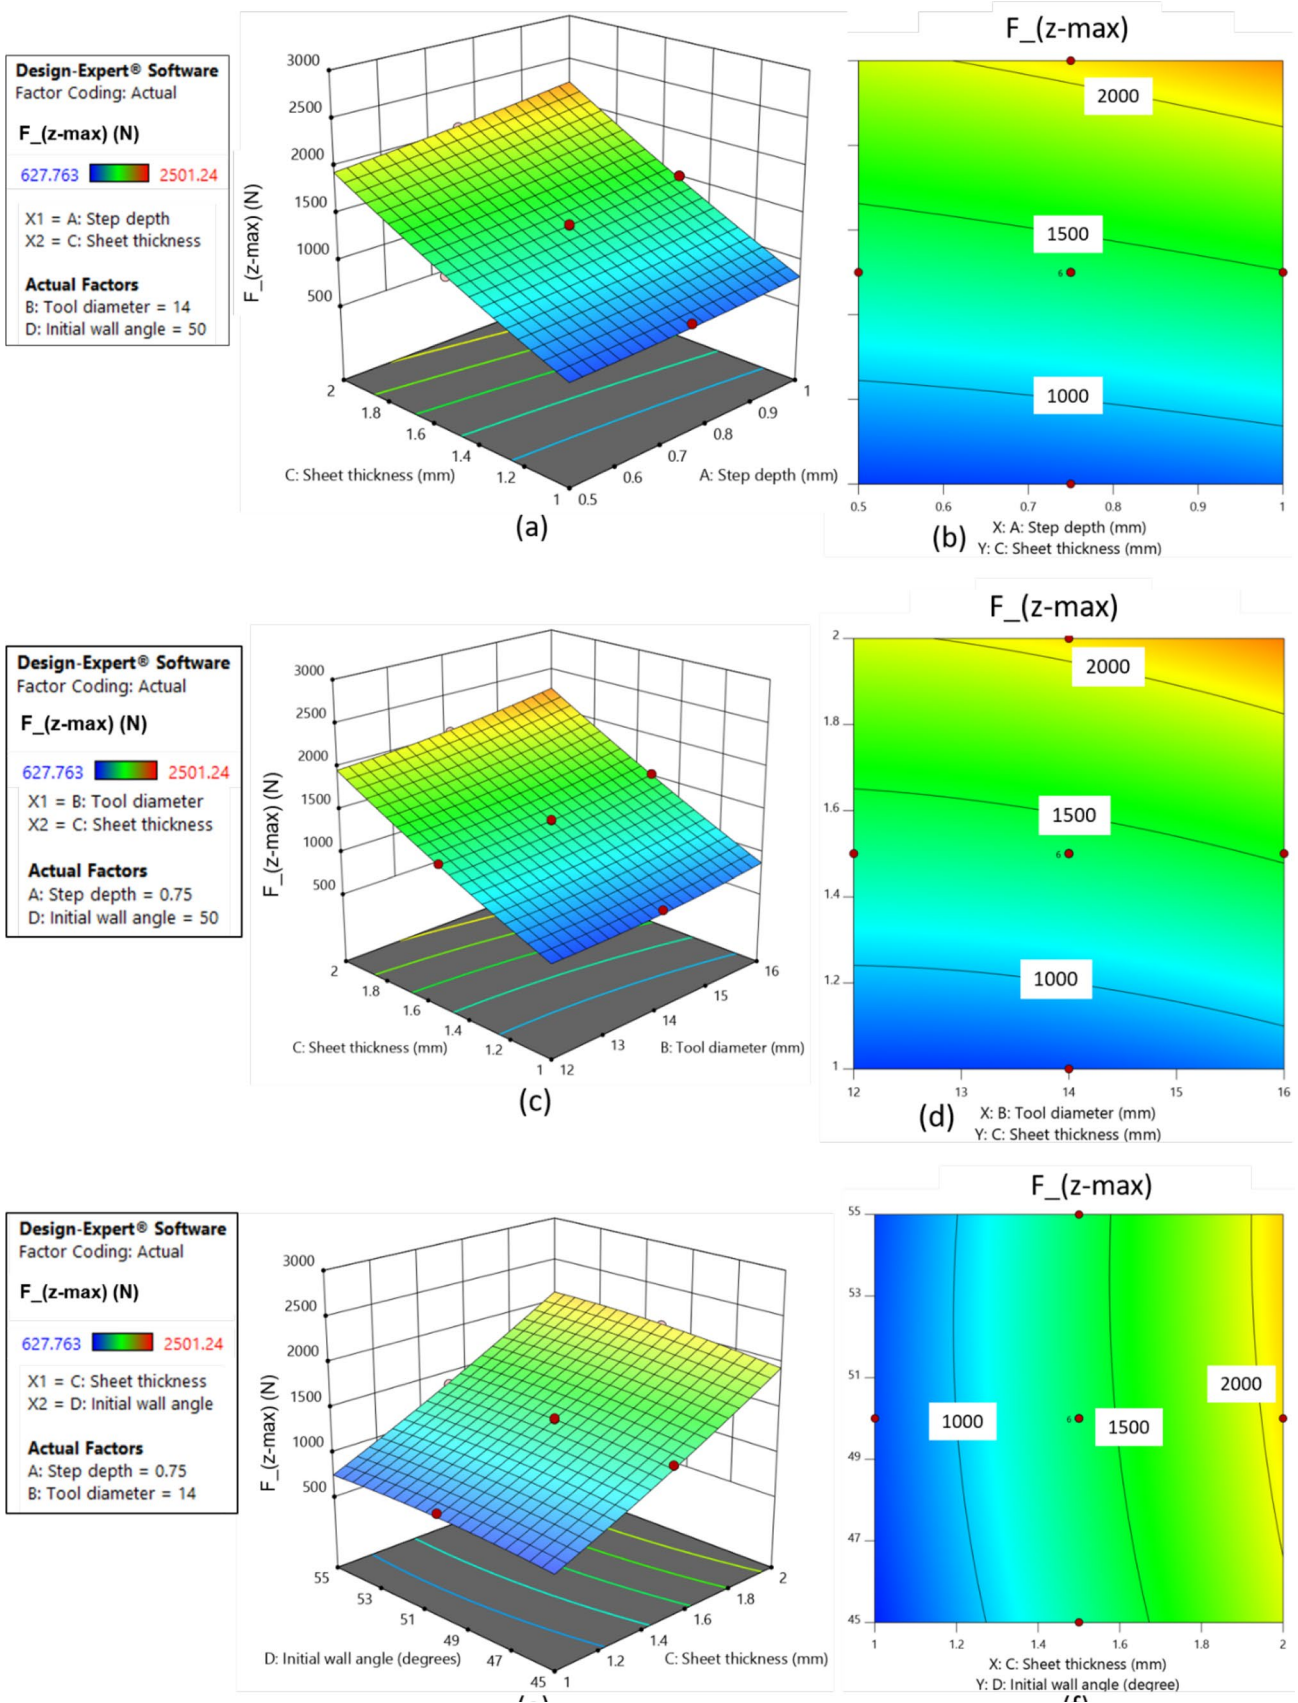 Design-Expert® Software
Factor Coding: Actual
F_(z-max) (N)
627.763 2501.24
X1 = A: Step depth
X2 = C: Sheet thickness
Actual Factors
B: Tool diameter = 14
D: Initial wall angle = 50
3000
2500
2000
1500
1000
500
F_(z-max) (N)
2
1.8
1.6
1.4
1.2
1
C: Sheet thickness (mm)
0.5
0.6
0.7
0.8
0.9
1
A: Step depth (mm)
(a)
F_(z-max)
2000
1500
6
1000
0.5 0.6 0.7 0.8 0.9 1
X: A: Step depth (mm)
Y: C: Sheet thickness (mm)
(b)
Design-Expert® Software
Factor Coding: Actual
F_(z-max) (N)
627.763 2501.24
X1 = B: Tool diameter
X2 = C: Sheet thickness
Actual Factors
A: Step depth = 0.75
D: Initial wall angle = 50
3000
2500
2000
1500
1000
500
F_(z-max) (N)
2
1.8
1.6
1.4
1.2
1
C: Sheet thickness (mm)
12
13
14
15
16
B: Tool diameter (mm)
(c)
F_(z-max)
2
1.8
1.6
1.4
1.2
1
2000
1500
6
1000
12 13 14 15 16
X: B: Tool diameter (mm)
Y: C: Sheet thickness (mm)
(d)
Design-Expert® Software
Factor Coding: Actual
F_(z-max) (N)
627.763 2501.24
X1 = C: Sheet thickness
X2 = D: Initial wall angle
Actual Factors
A: Step depth = 0.75
B: Tool diameter = 14
3000
2500
2000
1500
1000
500
F_(z-max) (N)
55
53
51
49
47
45
D: Initial wall angle (degrees)
1
1.2
1.4
1.6
1.8
2
C: Sheet thickness (mm)
F_(z-max)
55
53
51
49
47
45
2000
1000
6
1500
1 1.2 1.4 1.6 1.8 2
X: C: Sheet thickness (mm)
Y: D: Initial wall angle (degree)